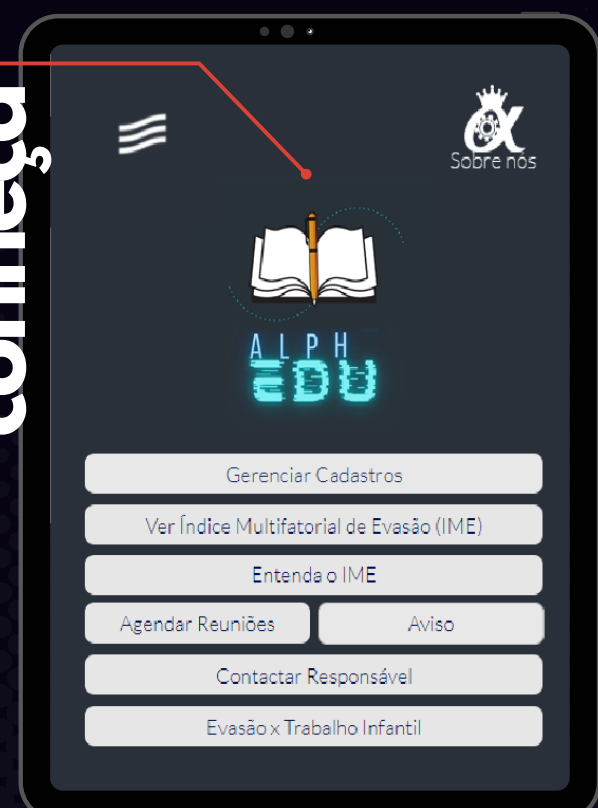 conheça
Sobre nós
ALPH
EDU
Gerenciar Cadastros
Ver Índice Multifatorial de Evasão (IME)
Entenda o IME
Agendar Reuniões
Aviso
Contactar Responsável
Evasão x Trabalho Infantil